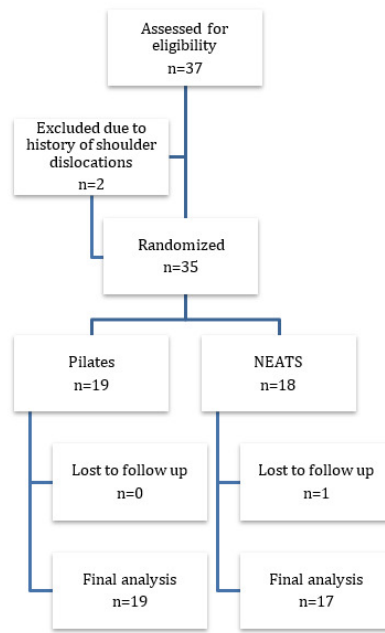 Assessed for
eligibility
n=37
Excluded due to
history of shoulder
dislocations
n=2
Randomized
n=35
Pilates
n=19
NEATS
n=18
Lost to follow up
n=0
Lost to follow up
n=1
Final analysis
n=19
Final analysis
n=17